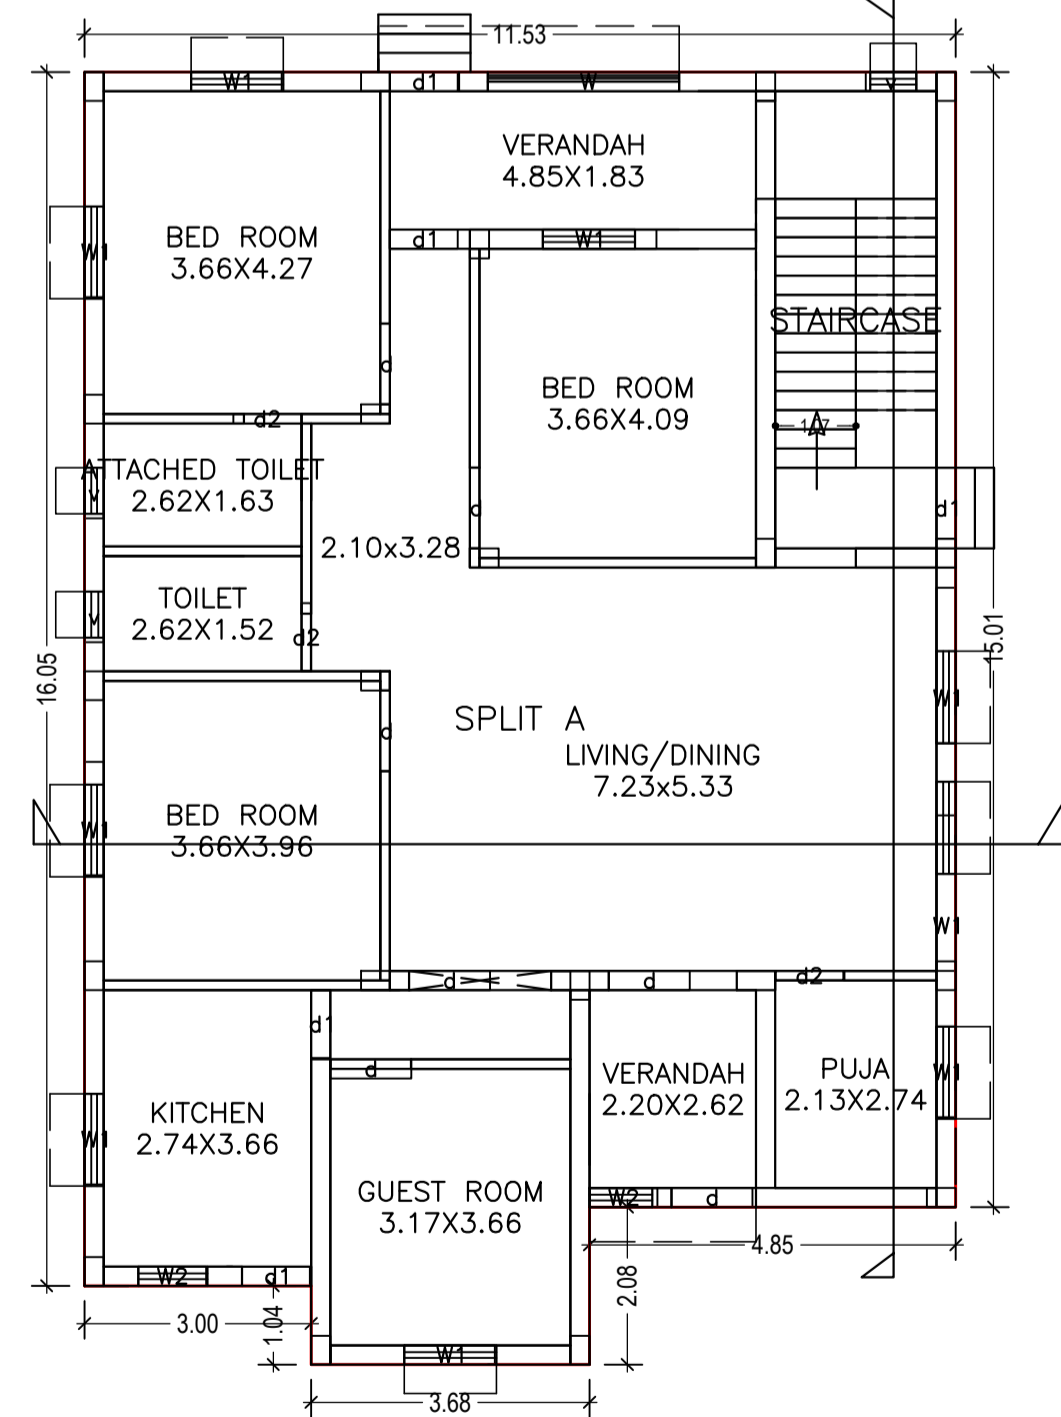 11.53
W1
d1
W
v
VERANDAH
4.85X1.83
BED ROOM
3.66X4.27
W1
d1
W1
STAIRCASE
d
BED ROOM
3.66X4.09
d2
ATTACHED TOILET
2.62X1.63
v
d
d1
2.10x3.28
TOILET
2.62X1.52
v
d2
15.01
16.05
W1
SPLIT A
d
LIVING/DINING
7.23x5.33
BED ROOM
3.66X3.96
W1
W1
d
d
d2
d1
d
W1
VERANDAH
2.20X2.62
PUJA
2.13X2.74
KITCHEN
2.74X3.66
W1
GUEST ROOM
3.17X3.66
W2
d
4.85
W2
d1
2.08
3.00
1.04
W1
3.68